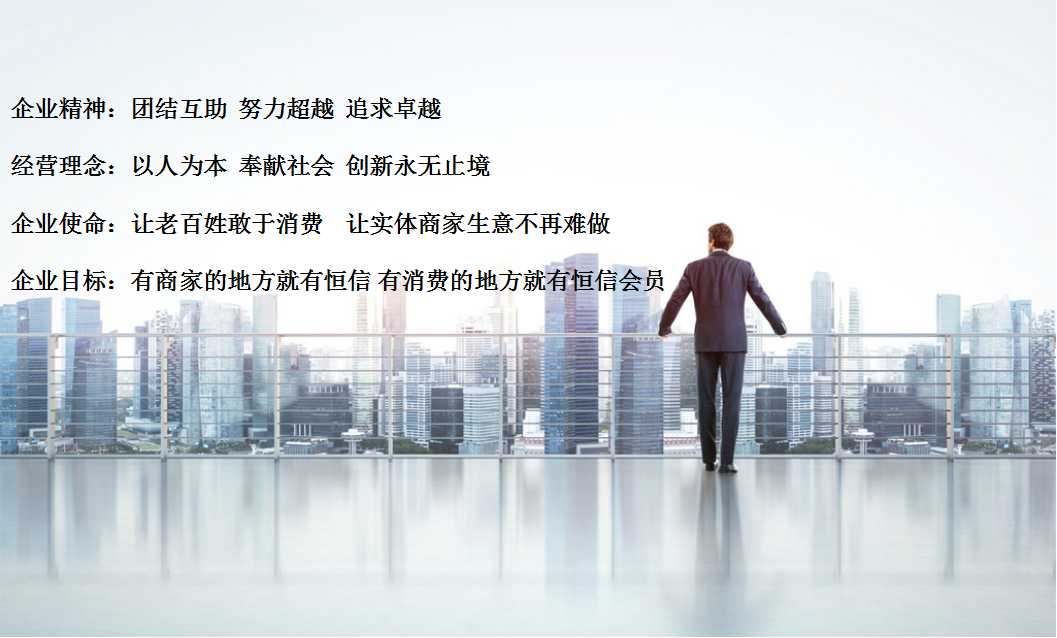 企业精神：团结互助 努力超越 追求卓越
经营理念：以人为本 奉献社会 创新永无止境
企业使命：让老百姓敢于消费 让实体商家生意不再难做
企业目标：有商家的地方就有恒信 有消费的地方就有恒信会员